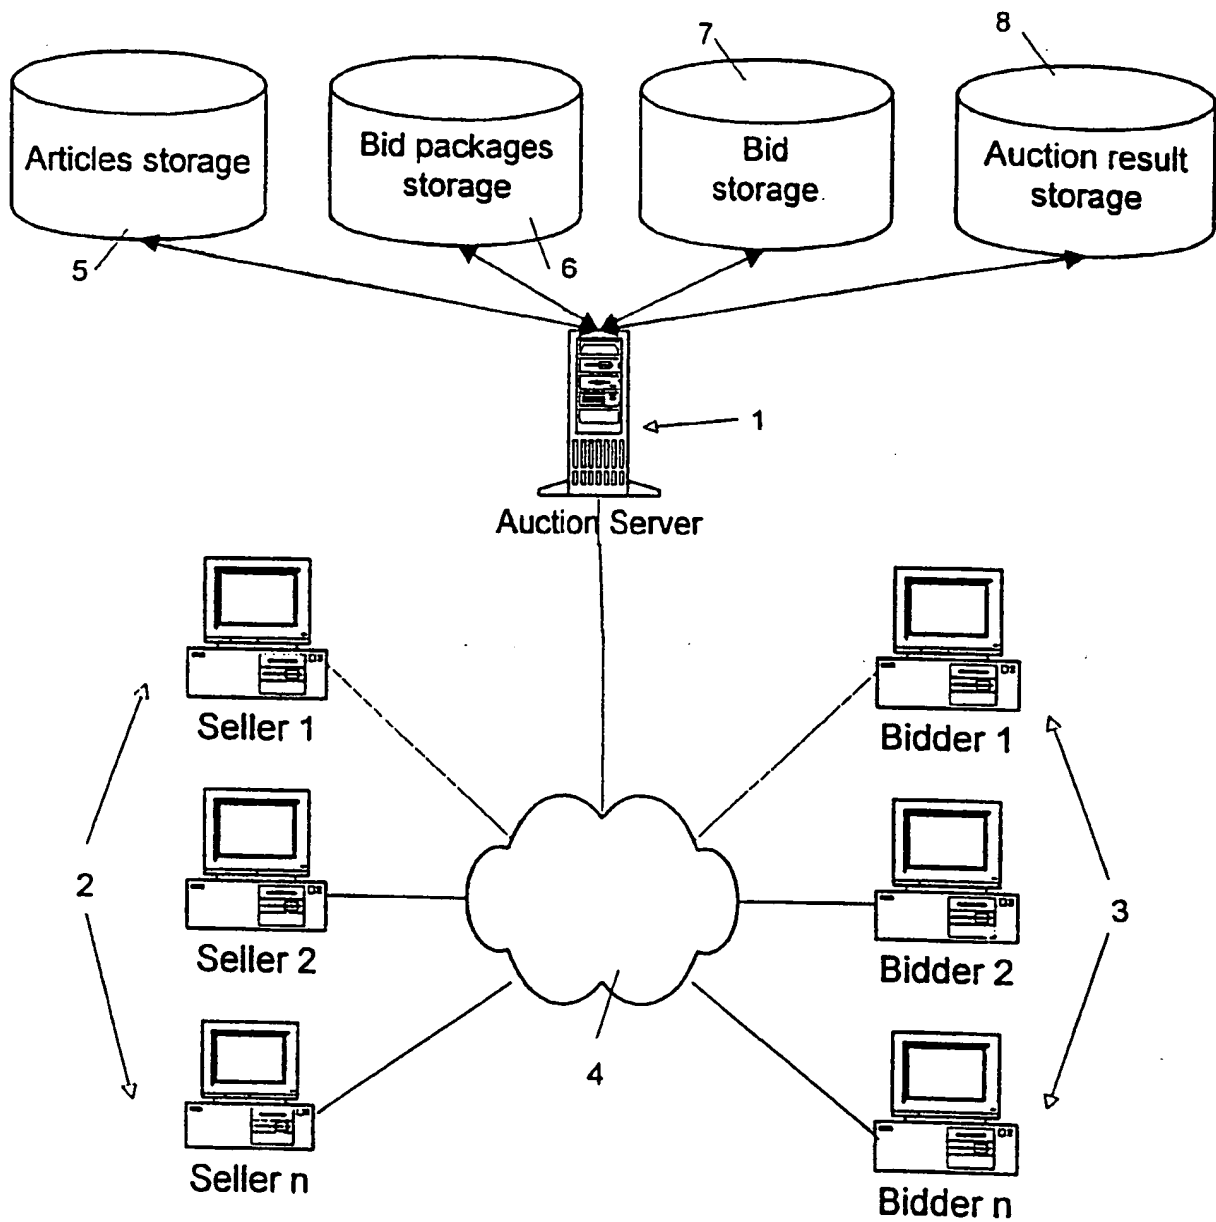 7
8
Articles storage
Bid packages
storage
Bid
storage
Auction result
storage
5
6
1
Auction Server
Seller 1
Bidder 1
2
3
Seller 2
Bidder 2
4
Seller n
Bidder n